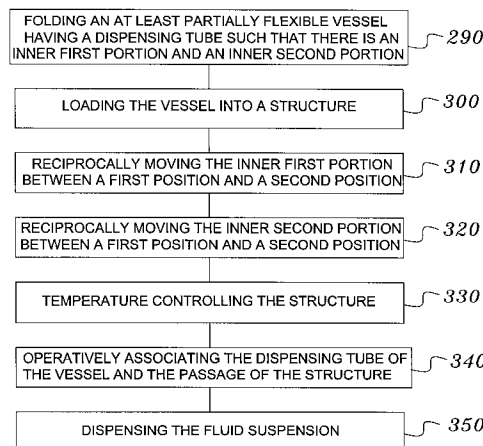 FOLDING AN AT LEAST PARTIALLY FLEXIBLE VESSEL
HAVING A DISPENSING TUBE SUCH THAT THERE IS AN
INNER FIRST PORTION AND AN INNER SECOND PORTION
290
LOADING THE VESSEL INTO A STRUCTURE
300
RECIPROCALLY MOVING THE INNER FIRST PORTION
BETWEEN A FIRST POSITION AND A SECOND POSITION
310
RECIPROCALLY MOVING THE INNER SECOND PORTION
BETWEEN A FIRST POSITION AND A SECOND POSITION
320
TEMPERATURE CONTROLLING THE STRUCTURE
330
OPERATIVELY ASSOCIATING THE DISPENSING TUBE OF
THE VESSEL AND THE PASSAGE OF THE STRUCTURE
340
DISPENSING THE FLUID SUSPENSION
350